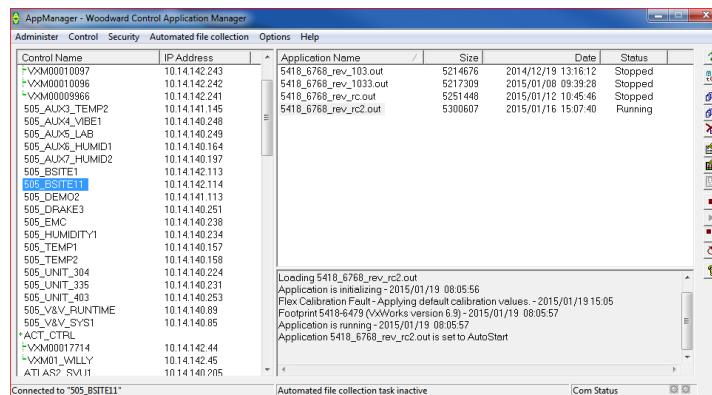 AppManager - Woodward Control Application Manager
Administer Control Security Automated file collection Options Help
Control Name IP Address
VXM00010097 10.14.142.243
VXM00010096 10.14.142.242
VXM00009966 10.14.142.241
505_AUX3_TEMP2 10.14.141.145
505_AUX4_VIBE1 10.14.140.248
505_AUX5_LAB 10.14.140.249
505_AUX6_HUMID1 10.14.140.164
505_AUX7_HUMID2 10.14.140.197
505_BSITE1 10.14.142.113
505_BSITE11 10.14.142.114
505_DEMO2 10.14.141.113
505_DRAKE3 10.14.140.251
505_EMC 10.14.140.238
505_HUMIDITY1 10.14.140.234
505_TEMP1 10.14.140.157
505_TEMP2 10.14.140.158
505_UNIT_304 10.14.140.224
505_UNIT_335 10.14.140.231
505_UNIT_403 10.14.140.253
505_V&V_RUNTIME 10.14.140.89
505_V&V_SYS1 10.14.140.85
ACT_CTRL
VXM00017714 10.14.142.44
VXM01_WILLY 10.14.142.45
ATLAS2_SVU1 10.14.140.205
Application Name / Size Date Status
5418_6768_rev_103.out 5214676 2014/12/19 13:16:12 Stopped
5418_6768_rev_1033.out 5217309 2015/01/08 09:39:28 Stopped
5418_6768_rev_rc.out 5251448 2015/01/12 10:45:46 Stopped
5418_6768_rev_rc2.out 5300607 2015/01/16 15:07:40 Running
Loading 5418_6768_rev_rc2.out
Application is initializing - 2015/01/19 08:05:56
Flex Calibration Fault - Applying default calibration values. - 2015/01/19 15:05
Footprint 5418-6479 (VxWorks version 6.9) - 2015/01/19 08:05:57
Application is running - 2015/01/19 08:05:57
Application 5418_6768_rev_rc2.out is set to AutoStart
Connected to "505_BSITE11" Automated file collection task inactive Com Status